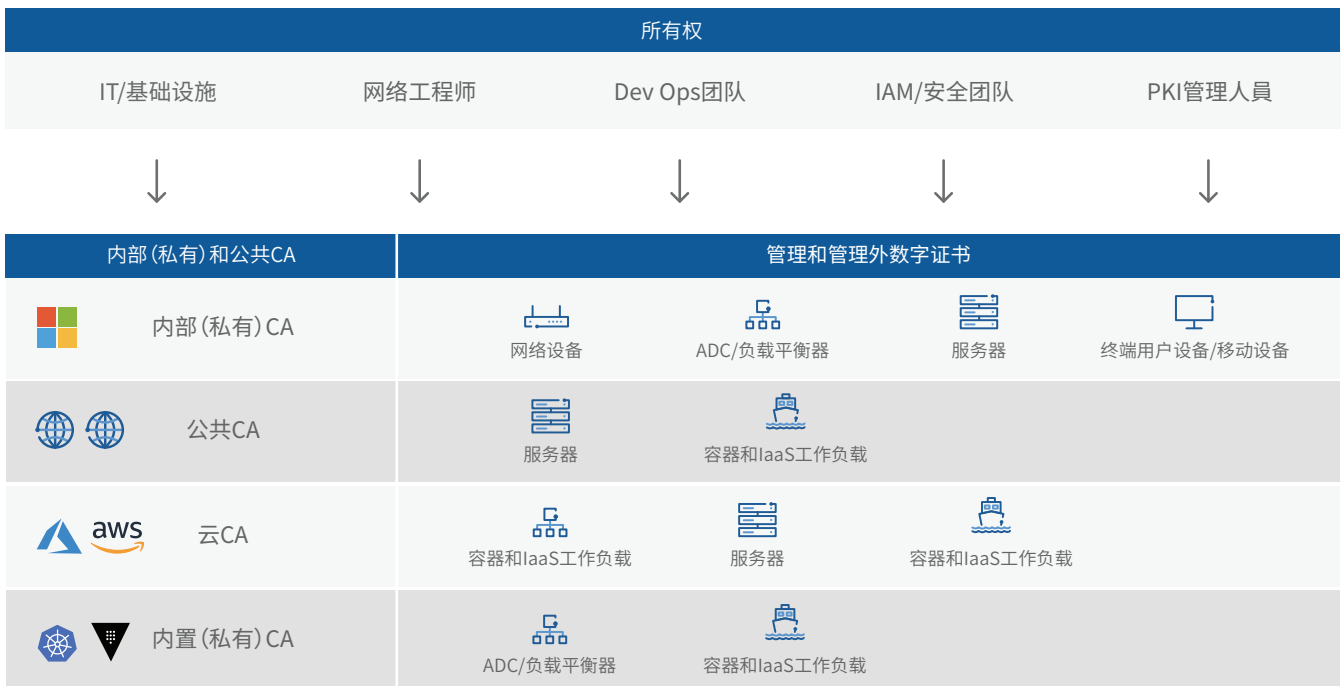 所有权
IT/基础设施
网络工程师
Dev Ops团队
IAM/安全团队
PKI管理人員
内部(私有)和公共CA
管理和管理外数字证书
内部(私有)CA
网络设备
ADC/负载平衡器
服务器
终端用户设备/移动设备
公共CA
服务器
容器和IaaS工作负载
aws
云CA
容器和IaaS工作负载
服务器
容器和IaaS工作负载
内置(私有)CA
ADC/负载平衡器
容器和IaaS工作负载